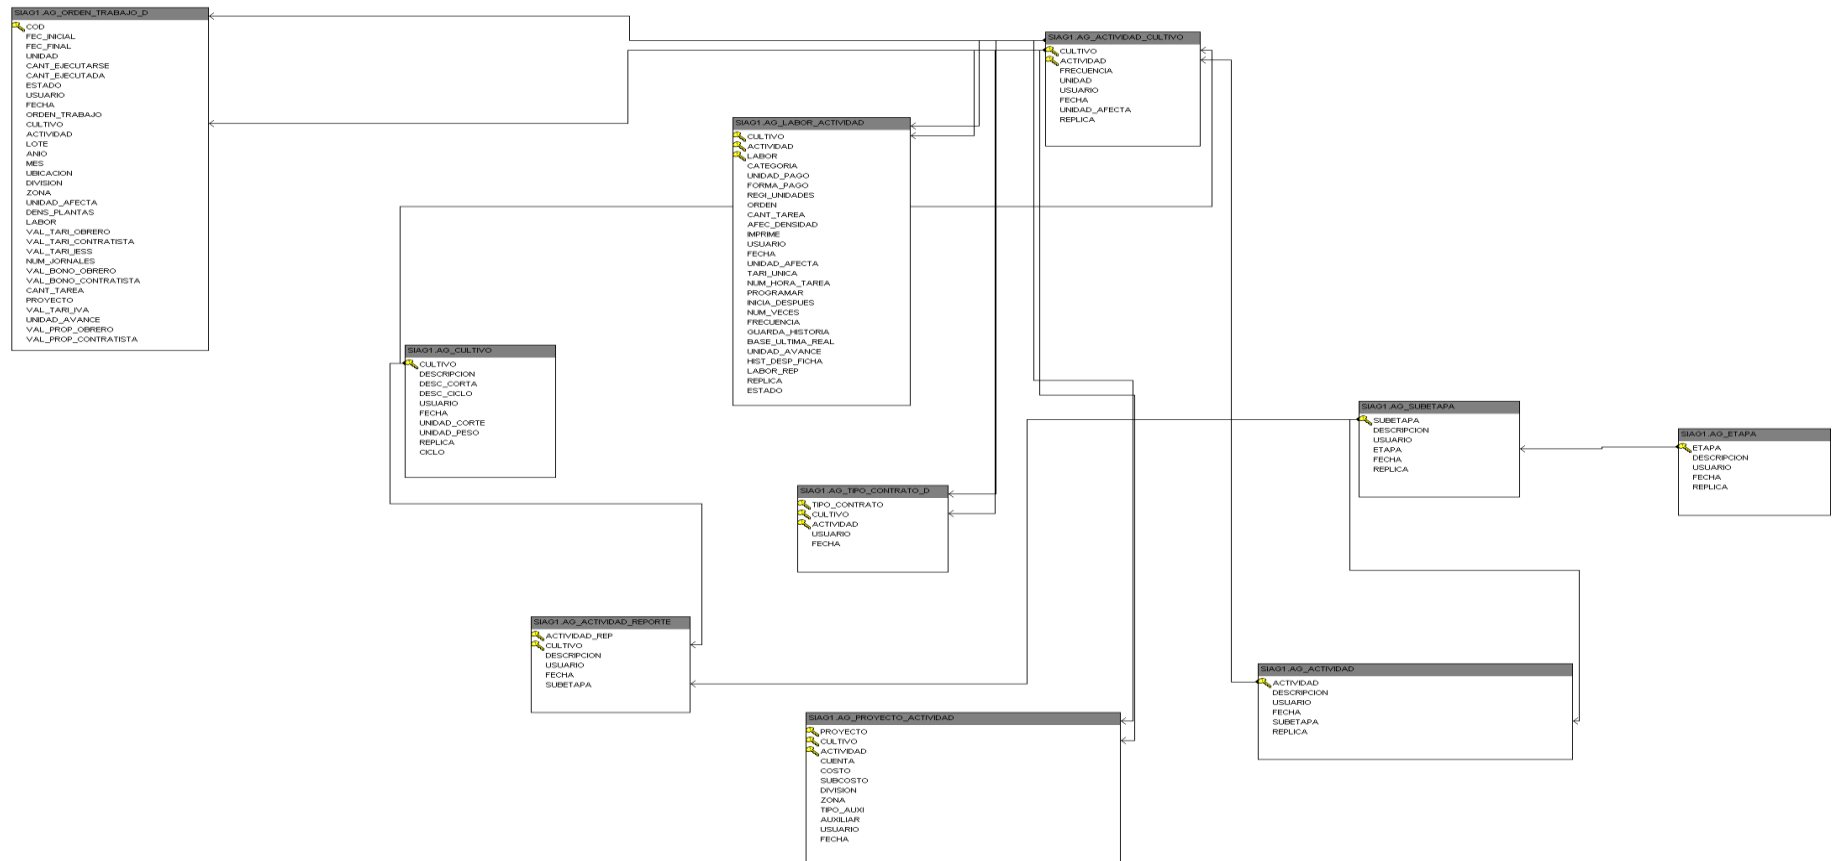 SIAG1.AG_ORDEN_TRABAJO_D
COD
FEC_INICIAL
FEC_FINAL
UNIDAD
CANT_EJECUTARSE
CANT_EJECUTADA
ESTADO
USUARIO
FECHA
ORDEN_TRABAJO
CULTIVO
ACTIVIDAD
LOTE
ANIO
MES
UBICACION
DIVISION
ZONA
UNIDAD_AFECTA
DENS_PLANTAS
LABOR
VAL_TARI_OBRERO
VAL_TARI_CONTRATISTA
VAL_TARI_IESS
NUM_JORNALES
VAL_BONO_OBRERO
VAL_BONO_CONTRATISTA
CANT_TAREA
PROYECTO
VAL_TARI_IVA
UNIDAD_AVANCE
VAL_PROP_OBRERO
VAL_PROP_CONTRATISTA
SIAG1.AG_ACTIVIDAD_CULTIVO
CULTIVO
ACTIVIDAD
FRECUENCIA
UNIDAD
USUARIO
FECHA
UNIDAD_AFECTA
REPLICA
SIAG1.AG_LABOR_ACTIVIDAD
CULTIVO
ACTIVIDAD
LABOR
CATEGORIA
UNIDAD_PAGO
FORMA_PAGO
REGI_UNIDADES
ORDEN
CANT_TAREA
AFEC_DENSIDAD
IMPRIME
USUARIO
FECHA
UNIDAD_AFECTA
TARI_UNICA
NUM_HORA_TAREA
PROGRAMAR
INICIA_DESPUES
NUM_VECES
FRECUENCIA
GUARDA_HISTORIA
BASE_ULTIMA_REAL
UNIDAD_AVANCE
HIST_DESP_FICHA
LABOR_REP
REPLICA
ESTADO
SIAG1.AG_CULTIVO
CULTIVO
DESCRIPCION
DESC_CORTA
DESC_CICLO
USUARIO
FECHA
UNIDAD_CORTE
UNIDAD_PESO
REPLICA
CICLO
SIAG1.AG_SUBETAPA
SUBETAPA
DESCRIPCION
USUARIO
ETAPA
FECHA
REPLICA
SIAG1.AG_ETAPA
ETAPA
DESCRIPCION
USUARIO
FECHA
REPLICA
SIAG1.AG_TIPO_CONTRATO_D
TIPO_CONTRATO
CULTIVO
ACTIVIDAD
USUARIO
FECHA
SIAG1.AG_ACTIVIDAD_REPORTE
ACTIVIDAD_REP
CULTIVO
DESCRIPCION
USUARIO
FECHA
SUBETAPA
SIAG1.AG_ACTIVIDAD
ACTIVIDAD
DESCRIPCION
USUARIO
FECHA
SUBETAPA
REPLICA
SIAG1.AG_PROYECTO_ACTIVIDAD
PROYECTO
CULTIVO
ACTIVIDAD
CUENTA
COSTO
SUBCOSTO
DIVISION
ZONA
TIPO_AUXI
AUXILIAR
USUARIO
FECHA